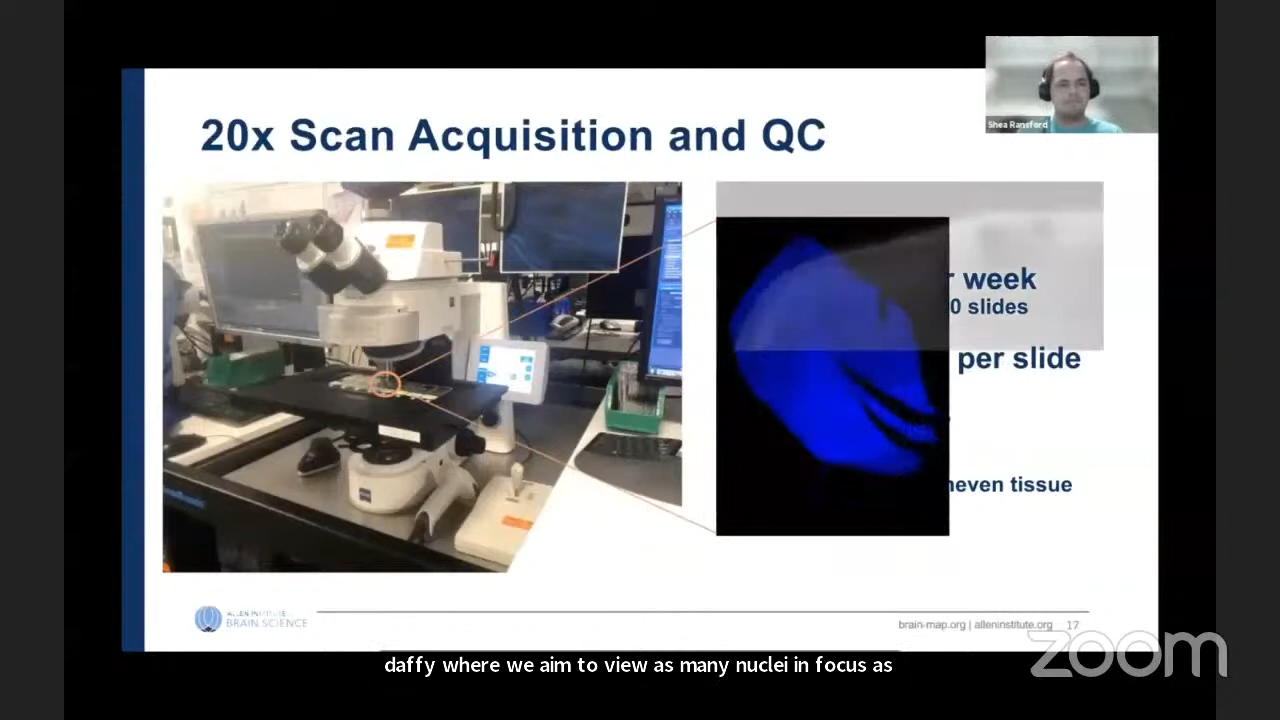 20x Scan Acquisition and QC
Shea Ransford
week
0 slides
per slide
neven tissue
ALLEN INSTITUTE
BRAIN SCIENCE
brain-map.org | alleninstitute.org 17
zoom
daffy where we aim to view as many nuclei in focus as